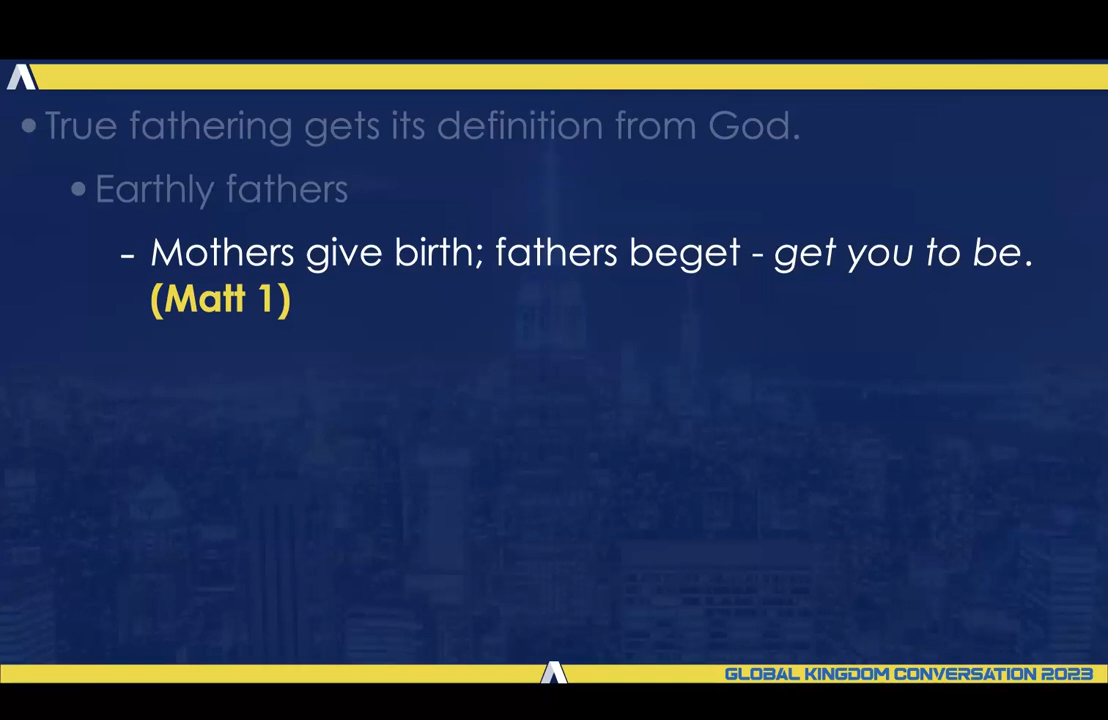 • True fathering gets its definition from God.
• Earthly fathers
- Mothers give birth; fathers beget - get you to be.
(Matt 1)
GLOBAL KINGDOM CONVERSATION 2023